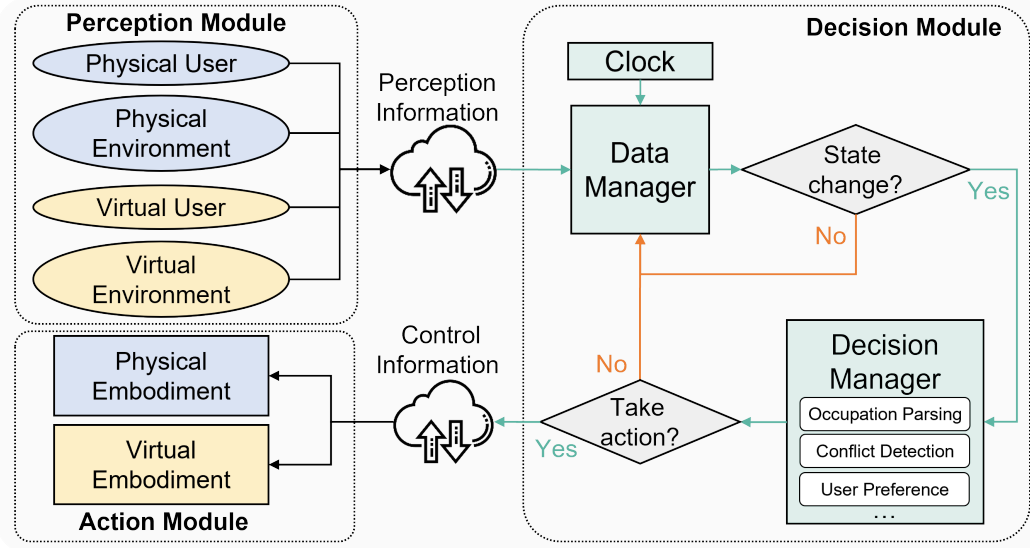 Perception Module
Physical User
Physical
Environment
Virtual User
Virtual
Environment
Perception
Information
Decision Module
Clock
Data
Manager
State
change?
Yes
No
Decision
Manager
Occupation Parsing
Conflict Detection
User Preference
...
Take
action?
No
Yes
Control
Information
Physical
Embodiment
Virtual
Embodiment
Action Module